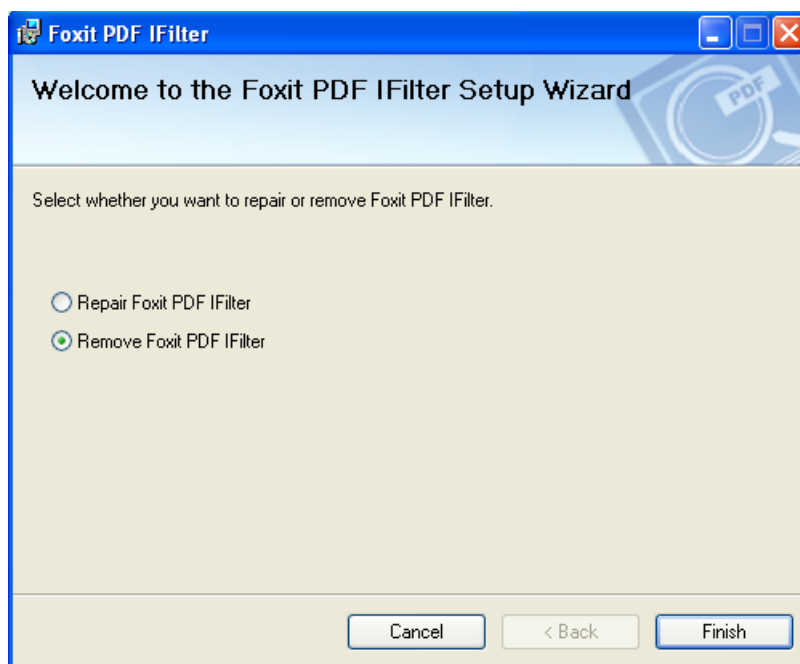 Foxit PDF IFilter
Welcome to the Foxit PDF IFilter Setup Wizard
PDF
Select whether you want to repair or remove Foxit PDF IFilter.
Repair Foxit PDF IFilter
Remove Foxit PDF IFilter
Cancel
< Back
Finish